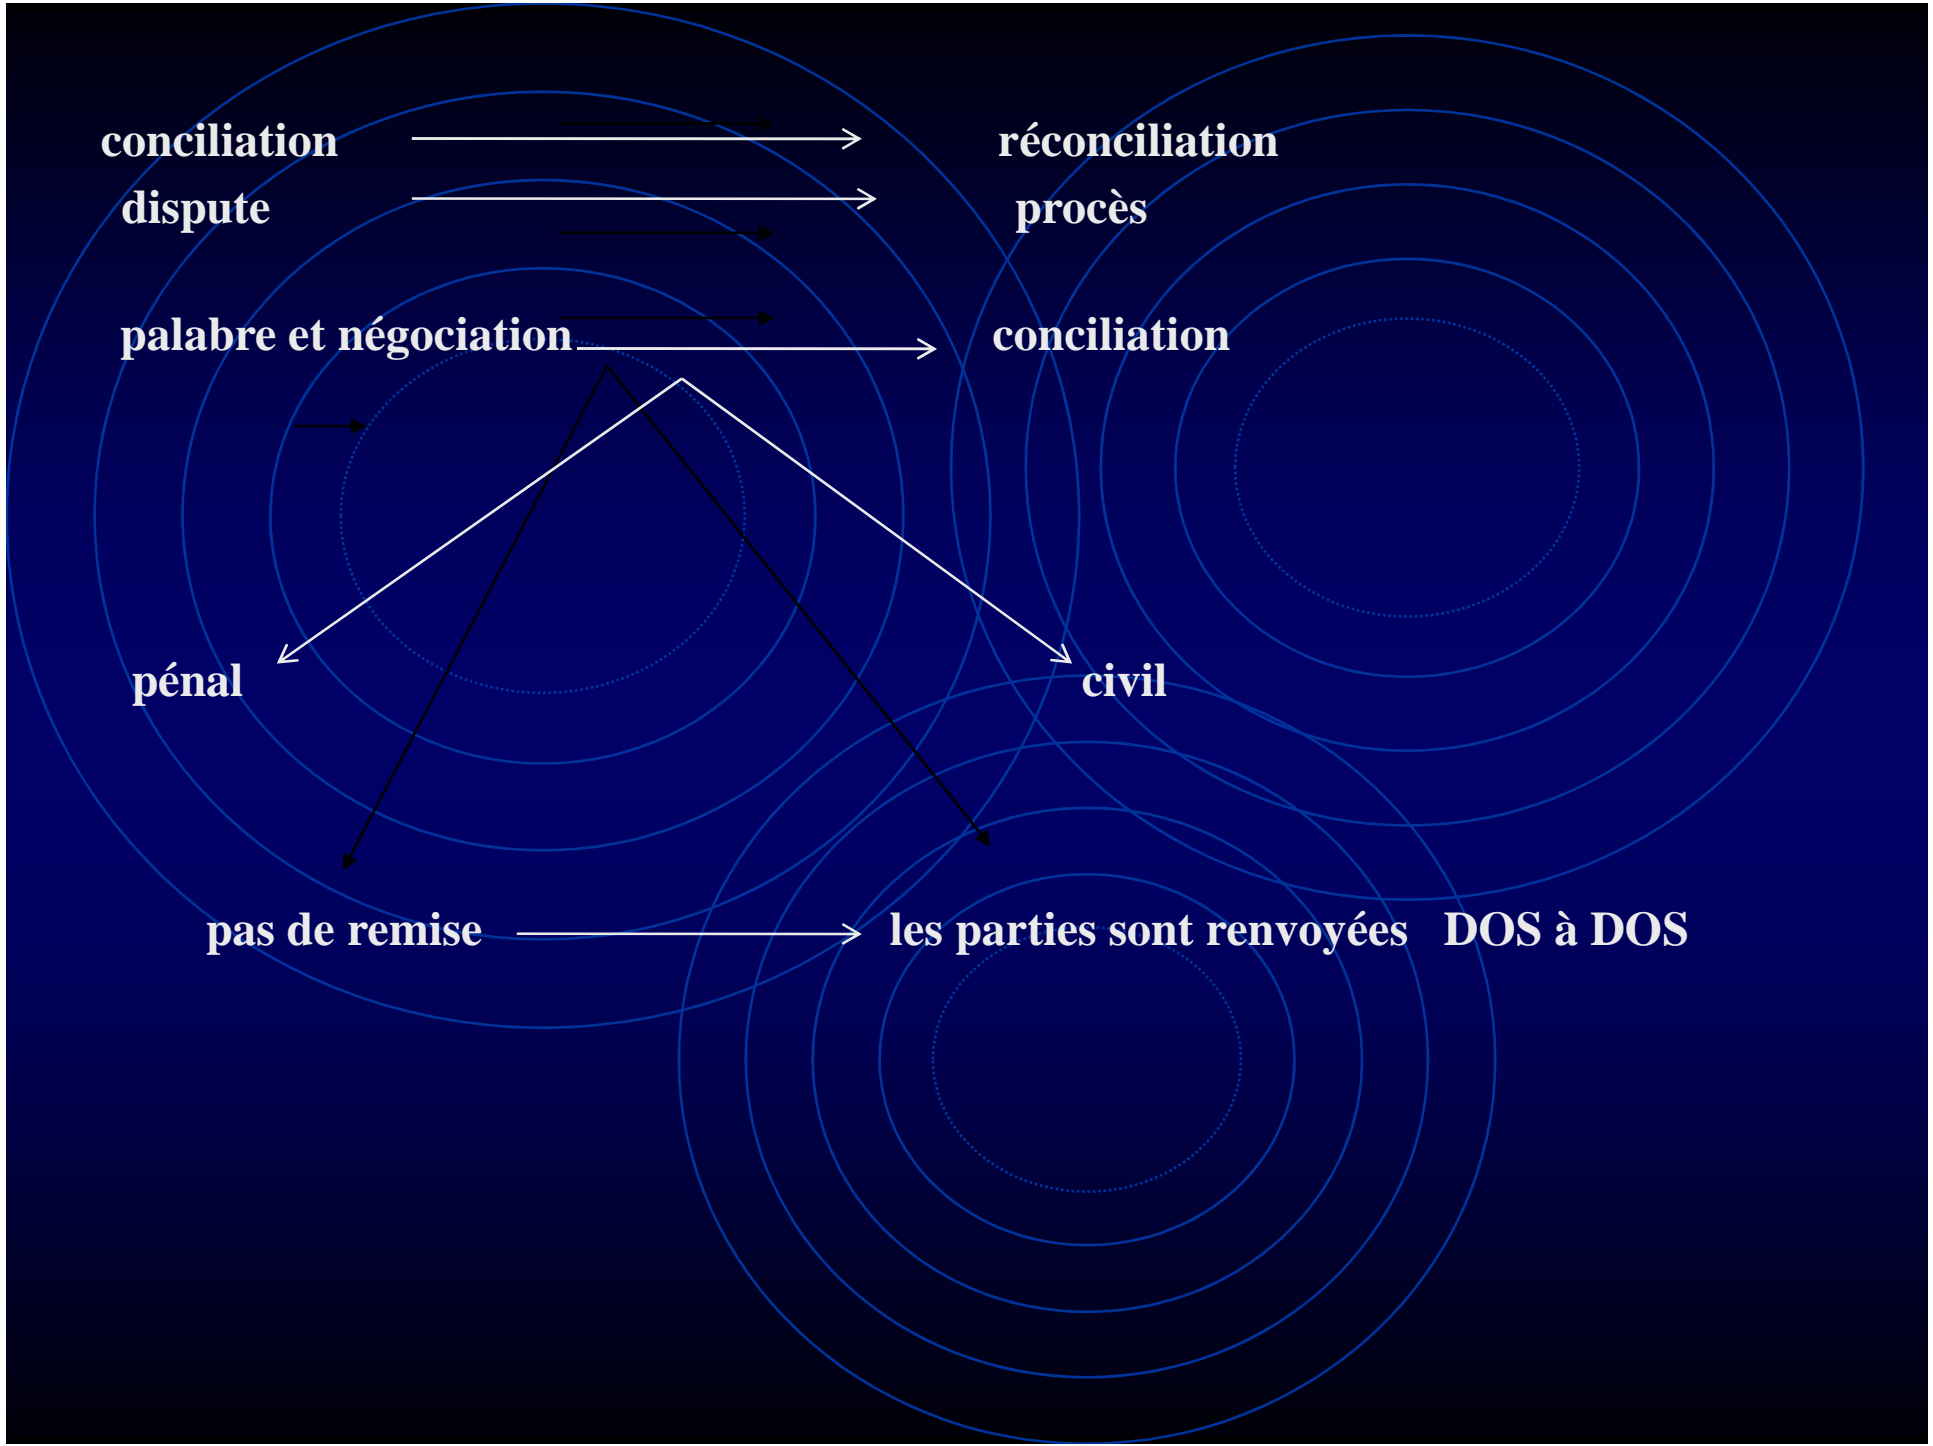 conciliation réconciliation
dispute procès
palabre et négociation conciliation
pénal civil
pas de remise les parties sont renvoyées DOS à DOS